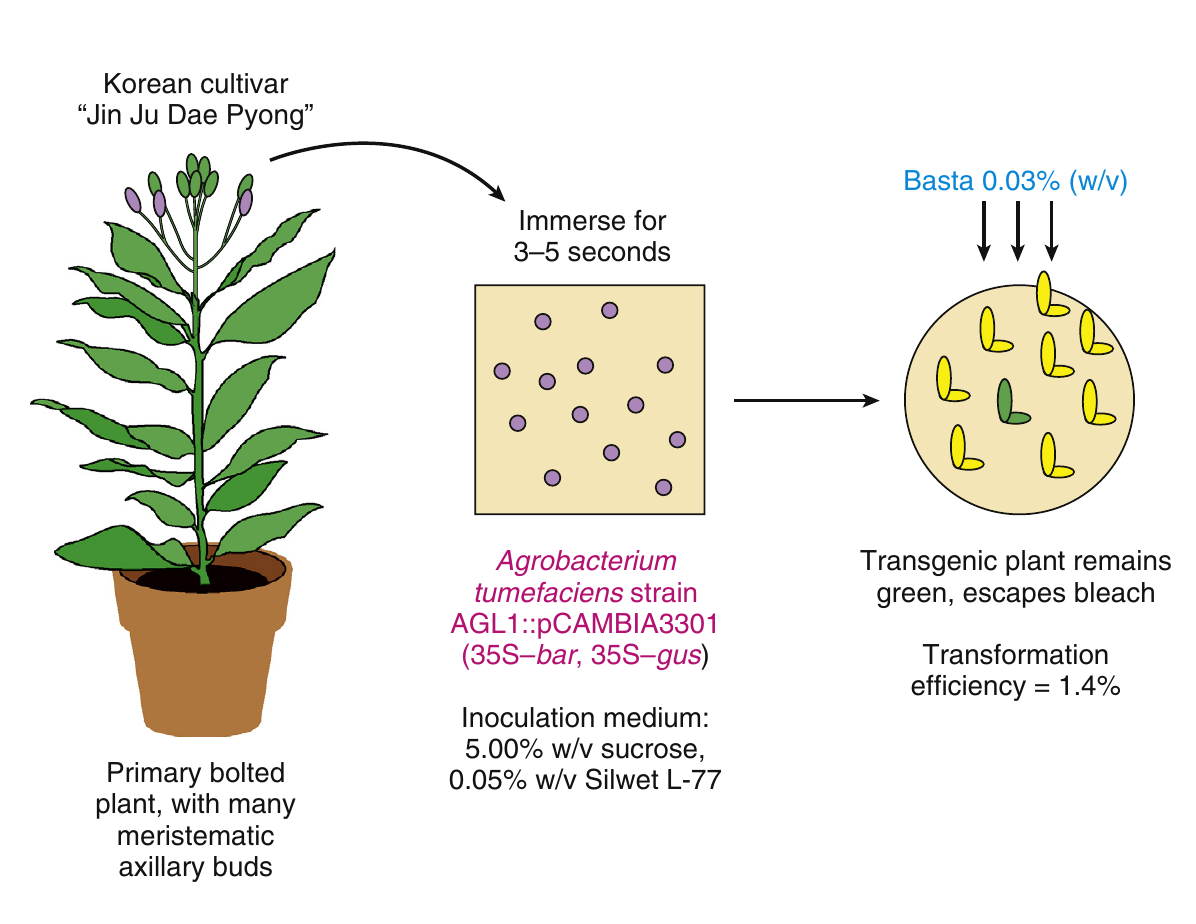 Korean cultivar
“Jin Ju Dae Pyong”
Immerse for
3–5 seconds
Basta 0.03% (w/v)
Primary bolted
plant, with many
meristematic
axillary buds
Agrobacterium
tumefaciens strain
AGL1::pCAMBIA3301
(35S–bar, 35S–gus)
Inoculation medium:
5.00% w/v sucrose,
0.05% w/v Silwet L-77
Transgenic plant remains
green, escapes bleach
Transformation
efficiency = 1.4%